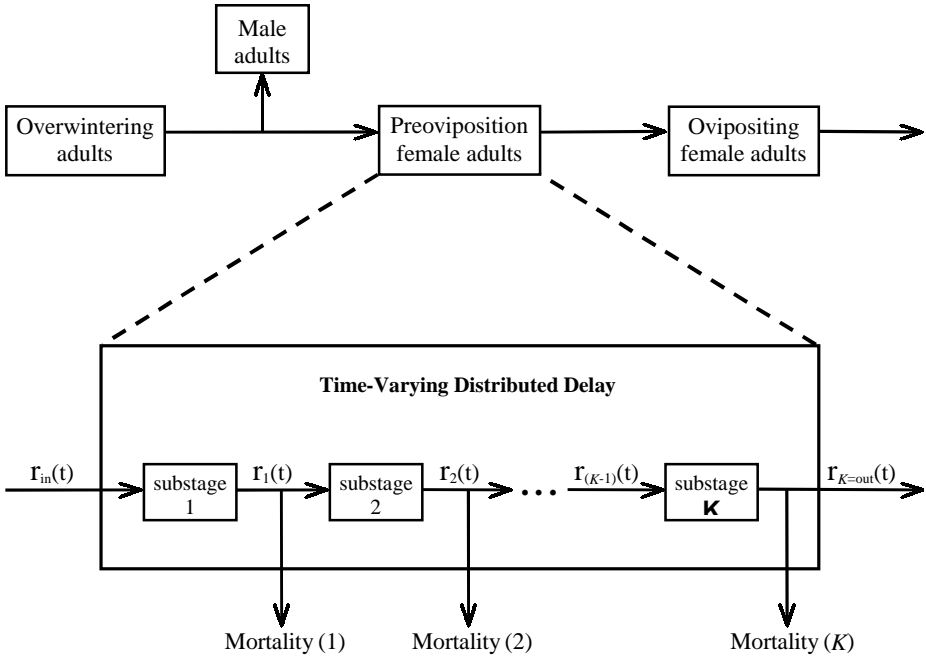 Male
adults
Overwintering
adults
Preoviposition
female adults
Ovipositing
female adults
Time-Varying Distributed Delay
r_in(t)
substage
1
r_1(t)
substage
2
r_2(t)
...
r_(K-1)(t)
substage
K
r_K=out(t)
Mortality (1)
Mortality (2)
Mortality (K)